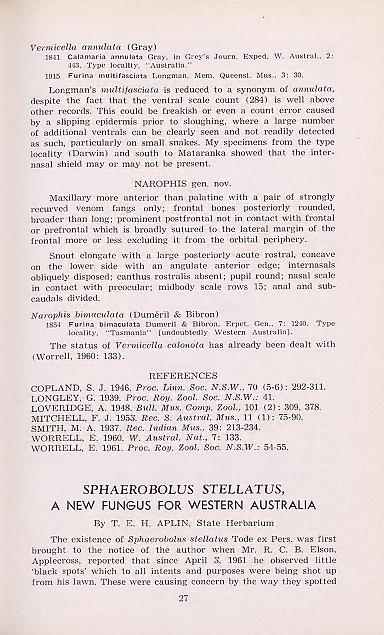 Vermicella annulata (Gray)
1841 Calamaria annulata Gray, in Grey's Journ. Exped. W. Austral., 2:
443. Type locality, "Australia."
1915 Furina multifasciata Longman, Mem. Queensl. Mus., 3: 30.
Longman's multifasciata is reduced to a synonym of annulata,
despite the fact that the ventral scale count (284) is well above
other records. This could be freakish or even a count error caused
by a slipping epidermis prior to sloughing, where a large number
of additional ventrals can be clearly seen and not readily detected
as such, particularly on small snakes. My specimens from the type
locality (Darwin) and south to Mataranka showed that the inter-
nasal shield may or may not be present.
NAROPHIS gen. nov.
Maxillary more anterior than palatine with a pair of strongly
recurved venom fangs only; frontal bones posteriorly rounded,
broader than long; prominent postfrontal not in contact with frontal
or prefrontal which is broadly sutured to the lateral margin of the
frontal more or less excluding it from the orbital periphery.
Snout elongate with a large posteriorly acute rostral, concave
on the lower side with an angulate anterior edge; internasals
obliquely disposed; canthus rostralis absent; pupil round; nasal scale
in contact with preocular; midbody scale rows 15; anal and sub-
caudals divided.
Narophis bimaculata (Duméril & Bibron)
1854 Furina bimaculata Dumeril & Bibron, Erpet. Gen., 7: 1240. Type
locality, "Tasmania" [undoubtedly Western Australia].
The status of Vermicella calonota has already been dealt with
(Worrell, 1960: 133).
REFERENCES
COPLAND, S. J. 1946. Proc. Linn. Soc. N.S.W., 70 (5-6): 292-311.
LONGLEY, G. 1939. Proc. Roy. Zool. Soc. N.S.W.: 41.
LOVERIDGE, A. 1948. Bull. Mus. Comp. Zool., 101 (2): 309, 378.
MITCHELL, F. J. 1953. Rec. S. Austral. Mus., 11 (1): 75-90.
SMITH, M. A. 1937. Rec. Indian Mus., 39: 213-234.
WORRELL, E. 1960. W. Austral. Nat., 7: 133.
WORRELL, E. 1961. Proc. Roy. Zool. Soc. N.S.W.: 54-55.
SPHAEROBOLUS STELLATUS,
A NEW FUNGUS FOR WESTERN AUSTRALIA
By T. E. H. APLIN, State Herbarium
The existence of Sphaerobolus stellatus Tode ex Pers. was first
brought to the notice of the author when Mr. R. C. B. Elson,
Applecross, reported that since April 3, 1961 he observed little
'black spots' which to all intents and purposes were being shot up
from his lawn. These were causing concern by the way they spotted
27